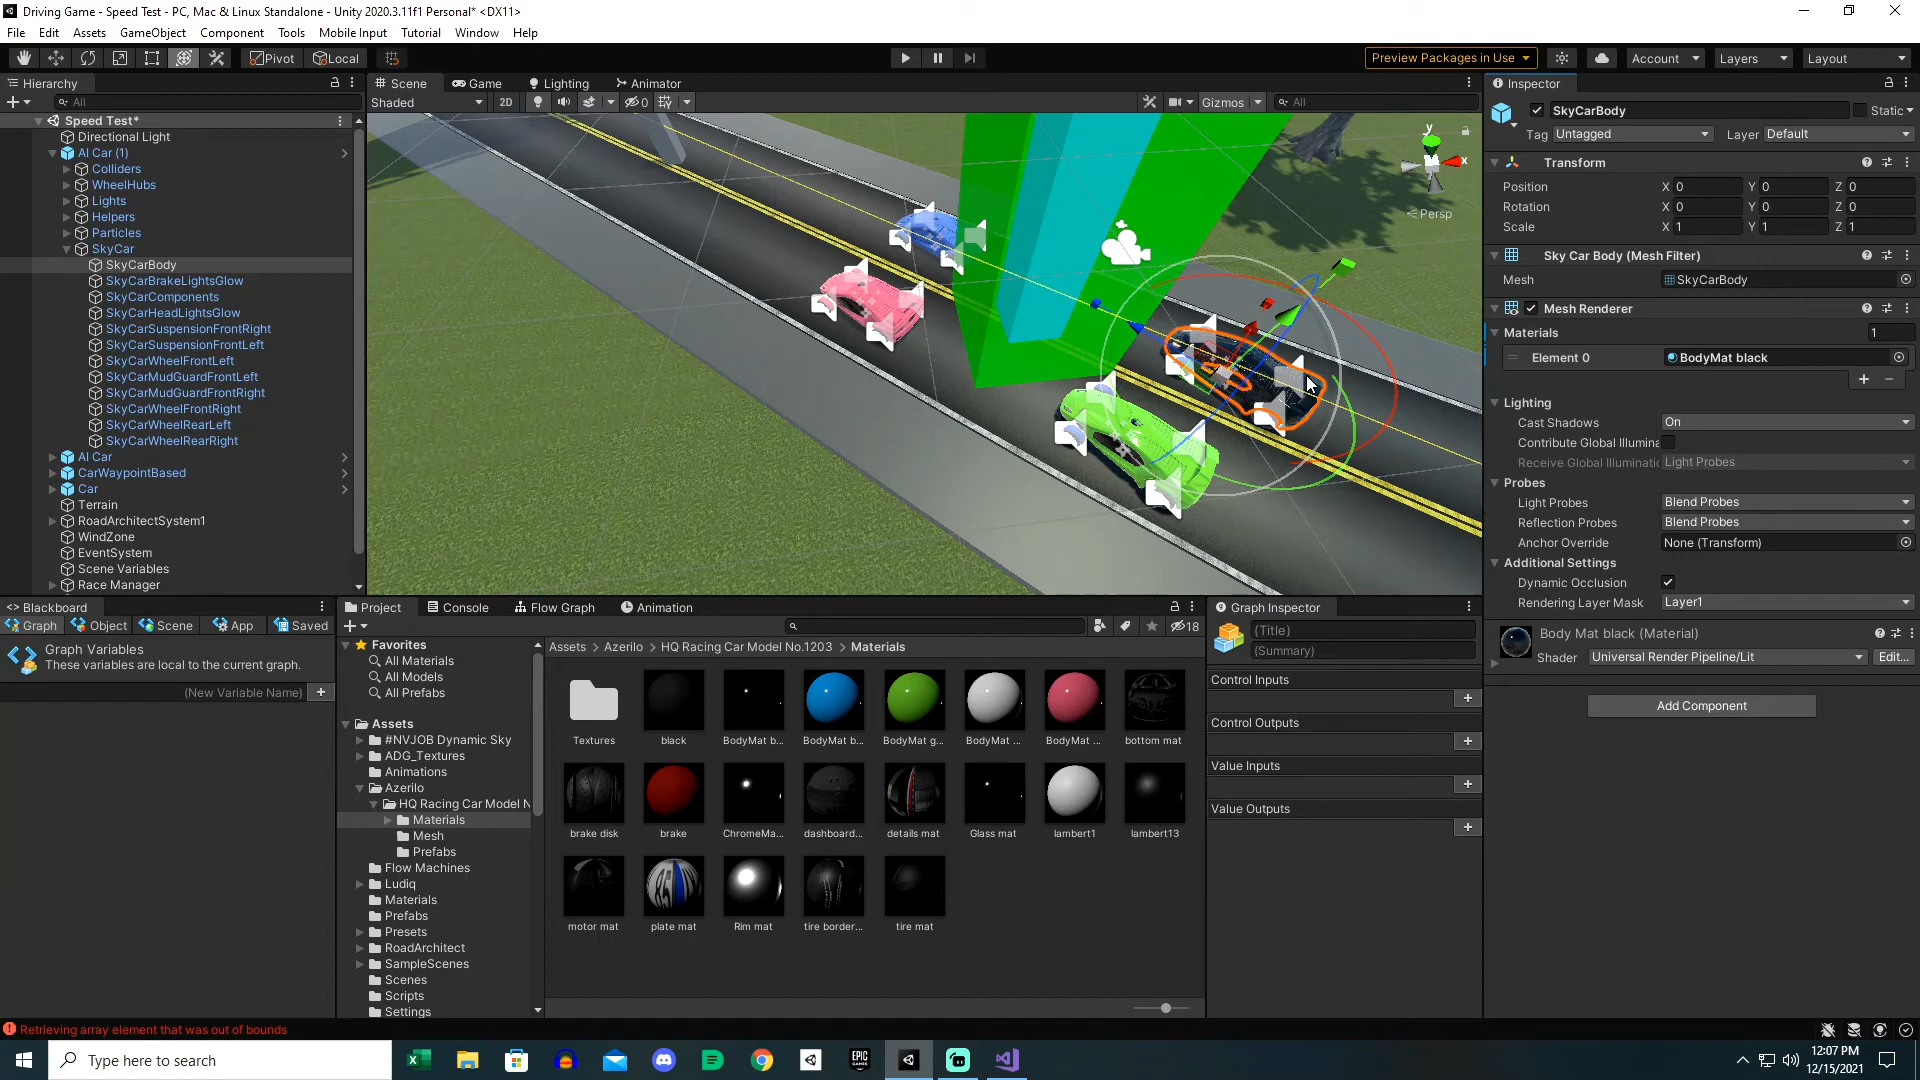 Driving Game - Speed Test - PC, Mac & Linux Standalone - Unity 2020.3.11f1 Personal* <DX11>
File Edit Assets GameObject Component Tools Mobile Input Tutorial Window Help
Pivot Local Preview Packages in Use Account Layers Layout
Hierarchy
All
Speed Test*
Directional Light
AI Car (1)
Colliders
WheelHubs
Lights
Helpers
Particles
SkyCar
SkyCarBody
SkyCarBrakeLightsGlow
SkyCarComponents
SkyCarHeadLightsGlow
SkyCarSuspensionFrontRight
SkyCarSuspensionFrontLeft
SkyCarWheelFrontLeft
SkyCarMudGuardFrontLeft
SkyCarMudGuardFrontRight
SkyCarWheelFrontRight
SkyCarWheelRearLeft
SkyCarWheelRearRight
AI Car
CarWaypointBased
Car
Terrain
RoadArchitectSystem1
WindZone
EventSystem
Scene Variables
Race Manager
Scene Game Lighting Animator
Shaded 2D 0 Gizmos All
y
x
Persp
Inspector
SkyCarBody Static
Tag Untagged Layer Default
Transform
Position X 0 Y 0 Z 0
Rotation X 0 Y 0 Z 0
Scale X 1 Y 1 Z 1
Sky Car Body (Mesh Filter)
Mesh SkyCarBody
Mesh Renderer
Materials 1
Element 0 BodyMat black
Lighting
Cast Shadows On
Contribute Global Illumina
Receive Global Illuminati Light Probes
Probes
Light Probes Blend Probes
Reflection Probes Blend Probes
Anchor Override None (Transform)
Additional Settings
Dynamic Occlusion
Rendering Layer Mask Layer1
Body Mat black (Material)
Shader Universal Render Pipeline/Lit Edit...
Add Component
<> Blackboard
Graph Object Scene App Saved
Graph Variables
These variables are local to the current graph.
(New Variable Name)
Project Console Flow Graph Animation
18
Favorites
All Materials
All Models
All Prefabs
Assets
#NVJOB Dynamic Sky
ADG_Textures
Animations
Azerilo
HQ Racing Car Model N
Materials
Mesh
Prefabs
Flow Machines
Ludiq
Materials
Prefabs
Presets
RoadArchitect
SampleScenes
Scenes
Scripts
Settings
Assets > Azerilo > HQ Racing Car Model No.1203 > Materials
Textures black BodyMat b... BodyMat b... BodyMat g... BodyMat ... BodyMat ... bottom mat
brake disk brake ChromeMa... dashboard... details mat Glass mat lambert1 lambert13
motor mat plate mat Rim mat tire border... tire mat
Graph Inspector
(Title)
(Summary)
Control Inputs
Control Outputs
Value Inputs
Value Outputs
Retrieving array element that was out of bounds
Type here to search
EPIC GAMES
12:07 PM
12/15/2021